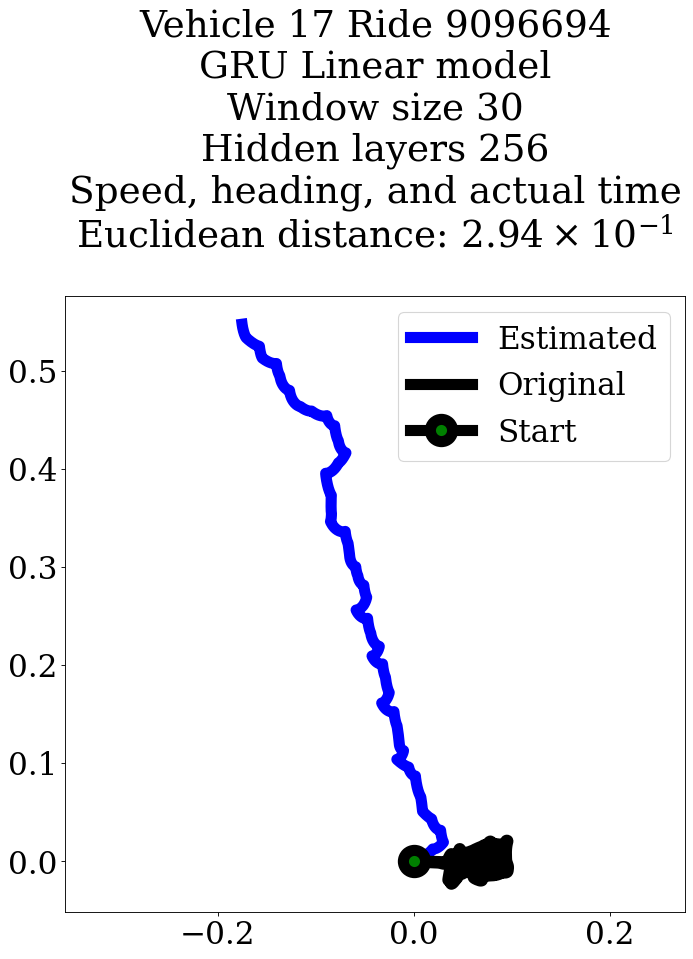 Vehicle 17 Ride 9096694
GRU Linear model
Window size 30
Hidden layers 256
Speed, heading, and actual time
Euclidean distance: 2.94 × 10⁻¹
Estimated
Original
Start
0.5
0.4
0.3
0.2
0.1
0.0
−0.2
0.0
0.2